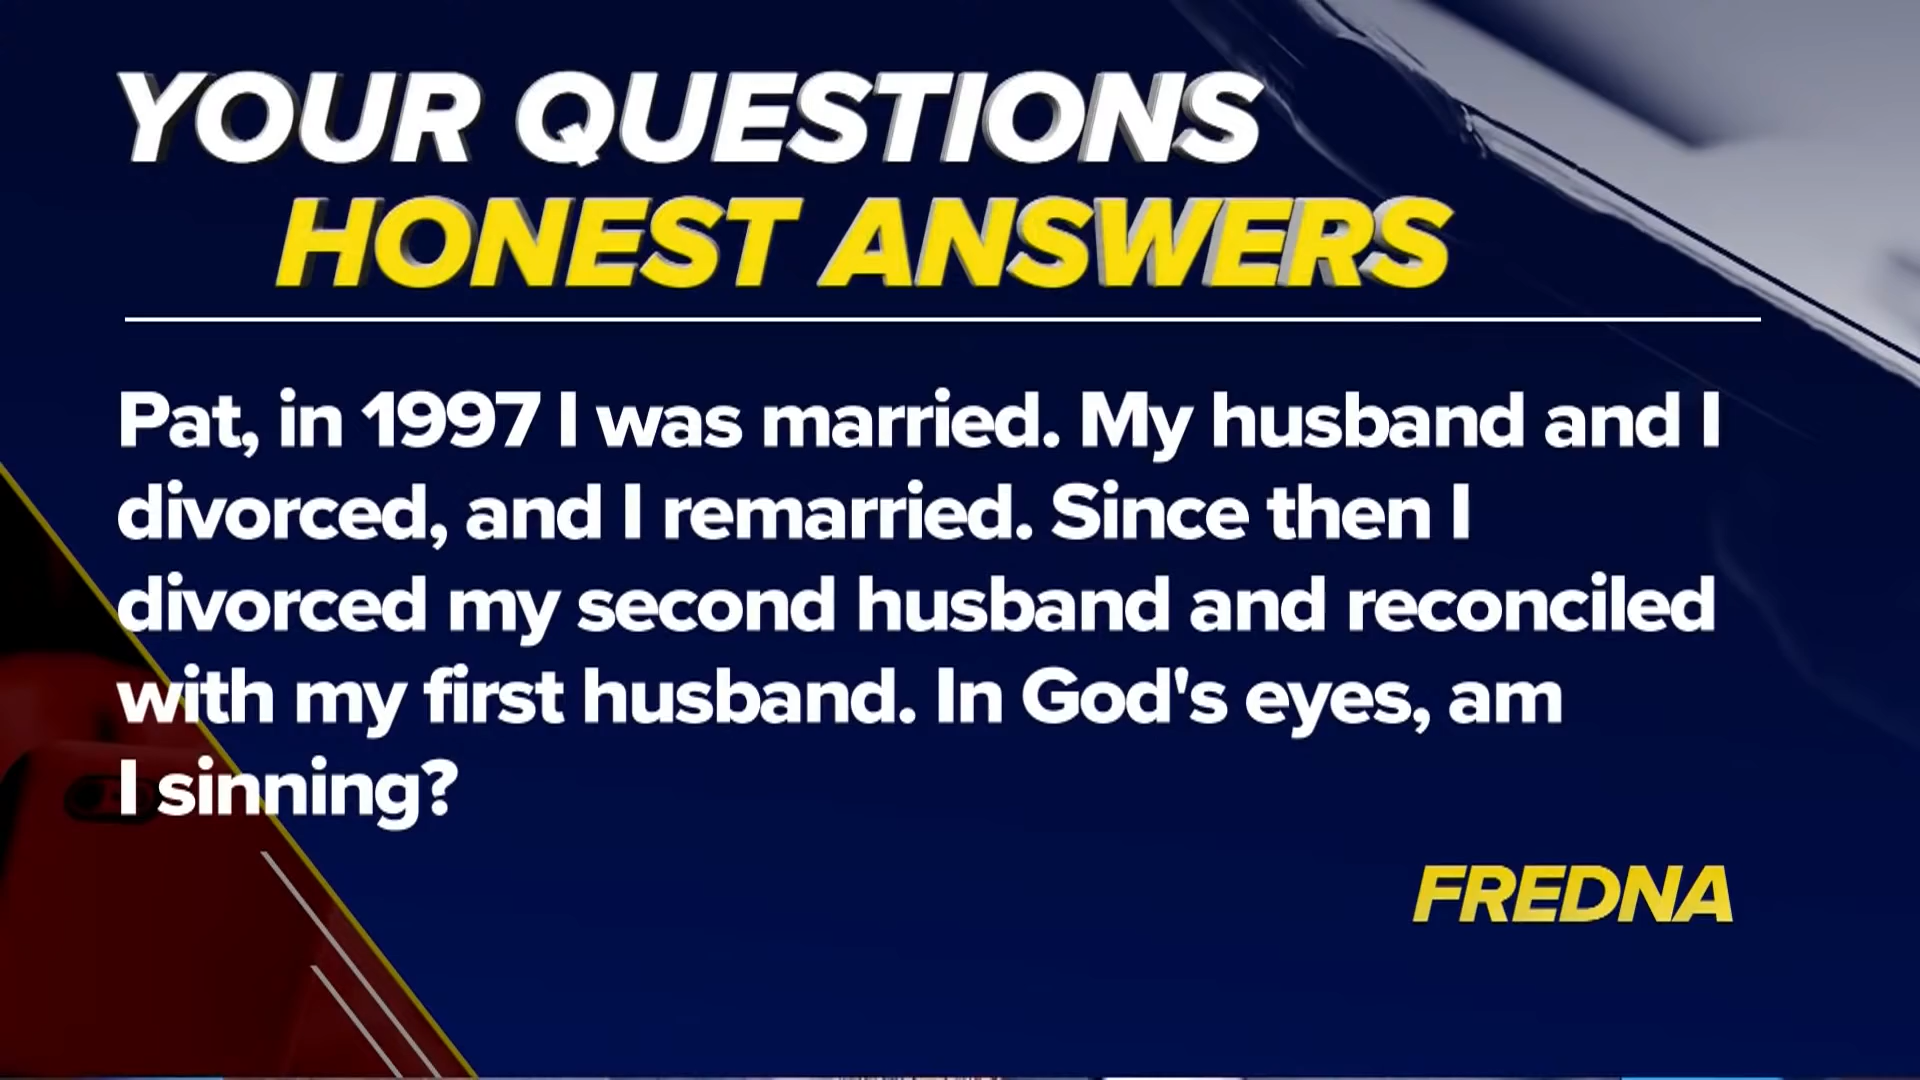 YOUR QUESTIONS
HONEST ANSWERS
Pat, in 1997 I was married. My husband and I
divorced, and I remarried. Since then I
divorced my second husband and reconciled
with my first husband. In God's eyes, am
I sinning?
FREDNA